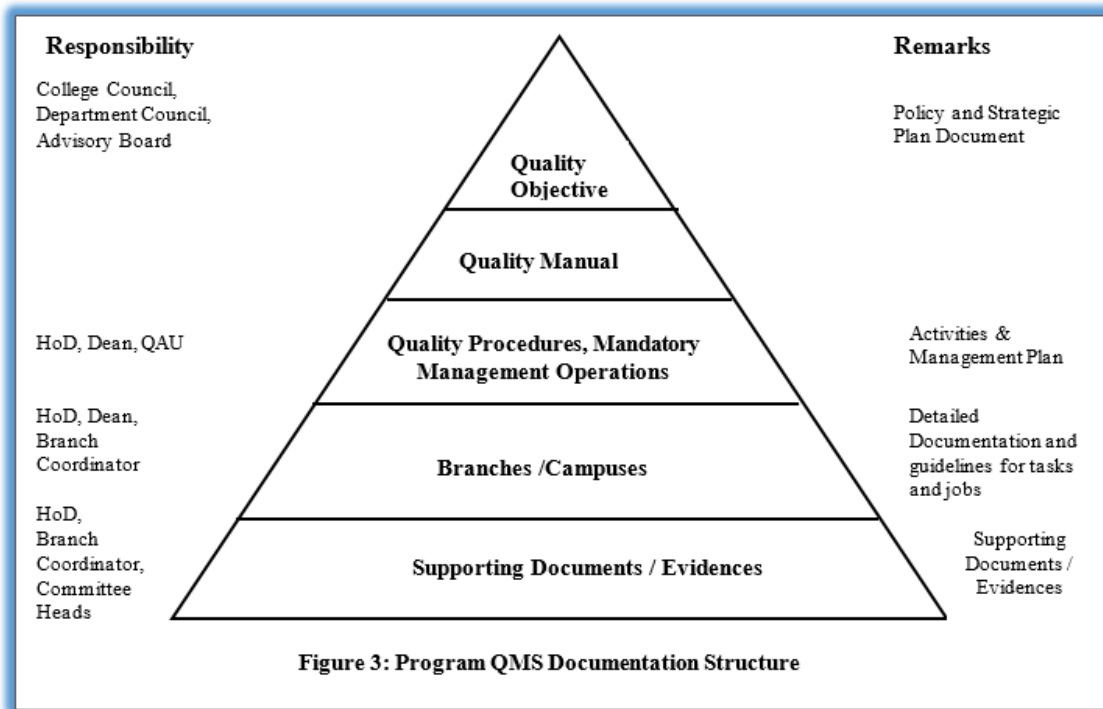 Responsibility
Remarks
College Council,
Department Council,
Advisory Board
Policy and Strategic
Plan Document
Quality
Objective
Quality Manual
HoD, Dean, QAU
Quality Procedures, Mandatory
Management Operations
Activities &
Management Plan
HoD, Dean,
Branch
Coordinator
Branches /Campuses
Detailed
Documentation and
guidelines for tasks
and jobs
HoD,
Branch
Coordinator,
Committee
Heads
Supporting Documents / Evidences
Supporting
Documents /
Evidences
Figure 3: Program QMS Documentation Structure